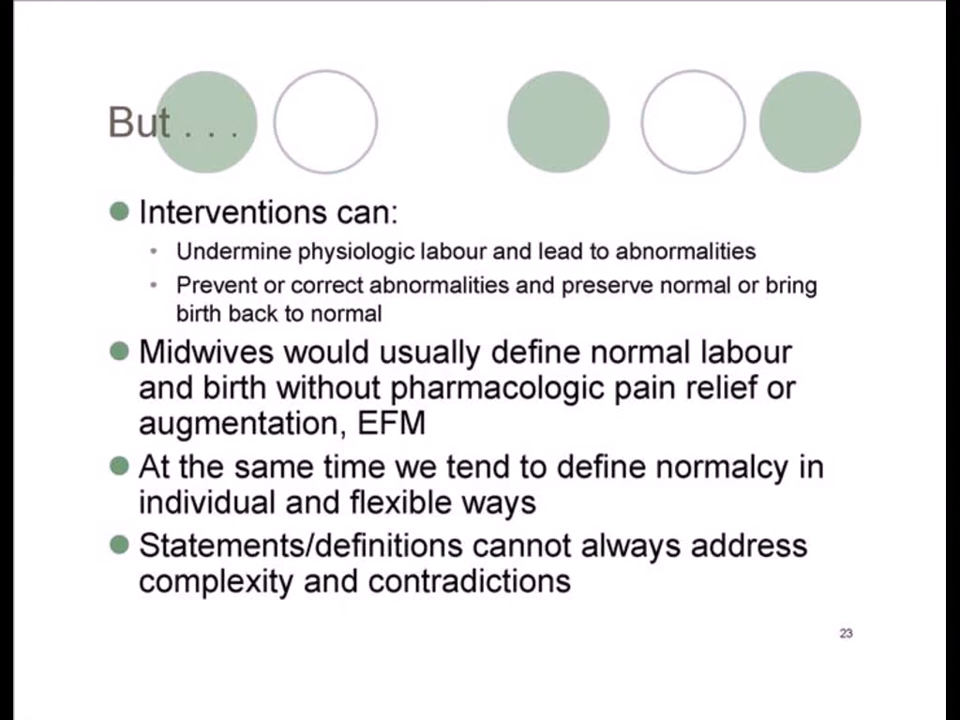 But . . .
Interventions can:
Undermine physiologic labour and lead to abnormalities
Prevent or correct abnormalities and preserve normal or bring
birth back to normal
Midwives would usually define normal labour
and birth without pharmacologic pain relief or
augmentation, EFM
At the same time we tend to define normalcy in
individual and flexible ways
Statements/definitions cannot always address
complexity and contradictions
23